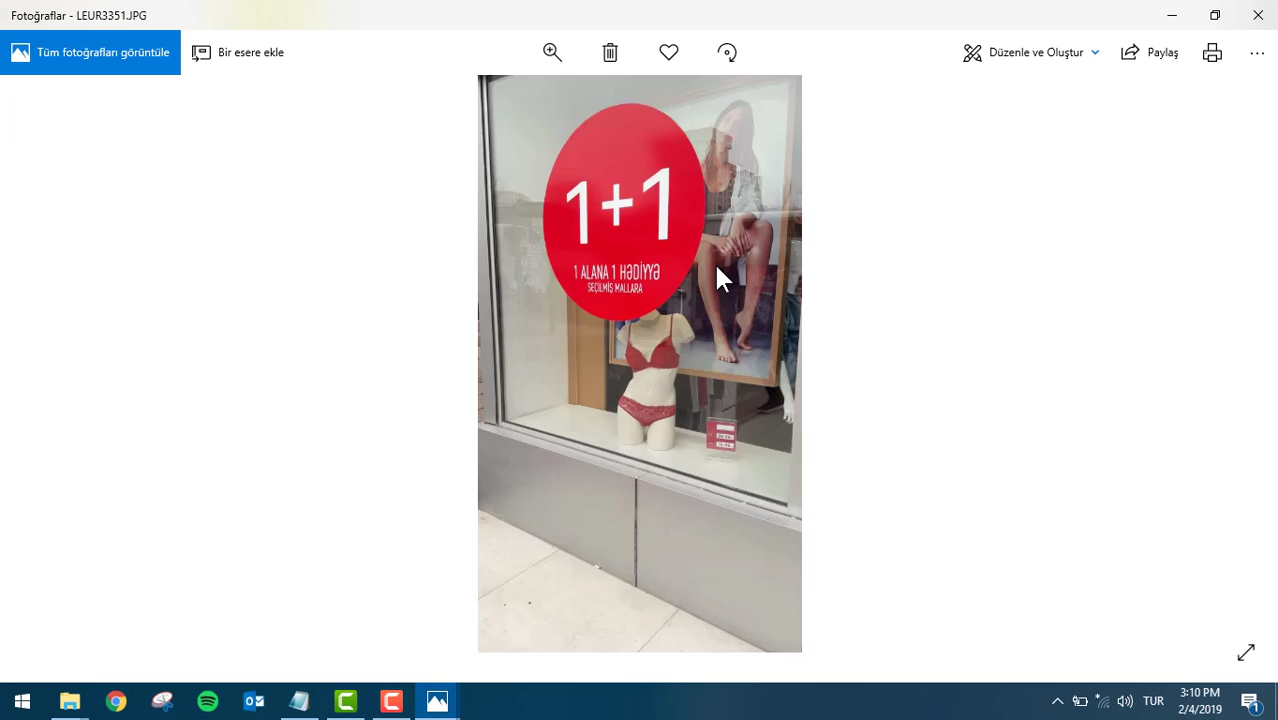 Fotoğraflar - LEUR3351.JPG
Tüm fotoğrafları görüntüle
Bir esere ekle
Düzenle ve Oluştur
Paylaş
1+1
1 ALANA 1 HƏDİYYƏ
SEÇİLMİŞ MALLARA
TUR
3:10 PM
2/4/2019
1